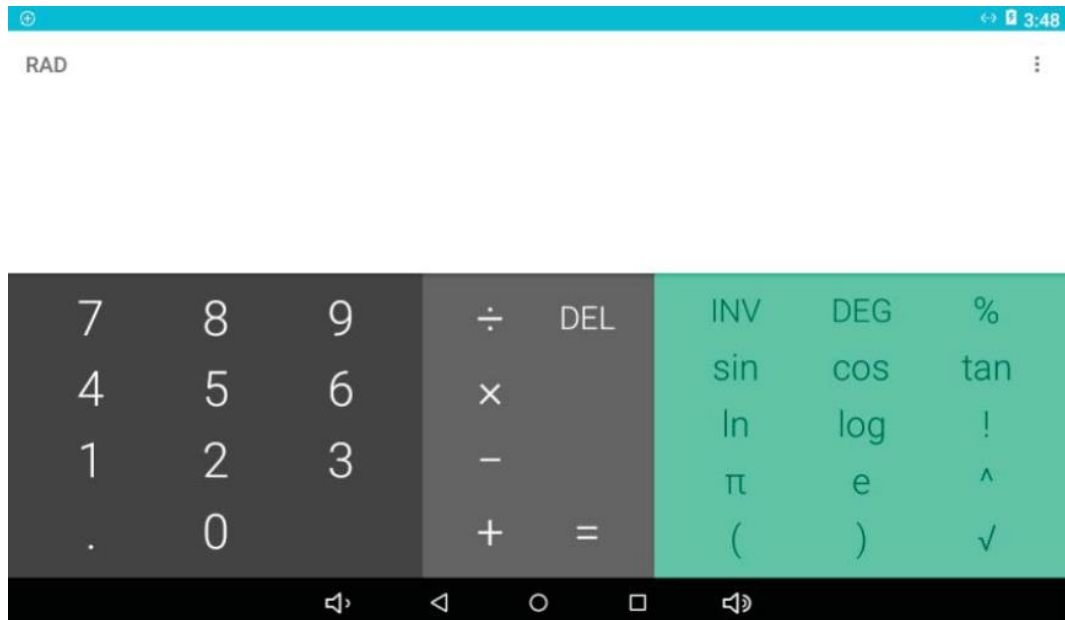 3:48
RAD
7 8 9 ÷ DEL INV DEG %
4 5 6 × sin cos tan
1 2 3 − ln log !
. 0 + = π e ^
( ) √